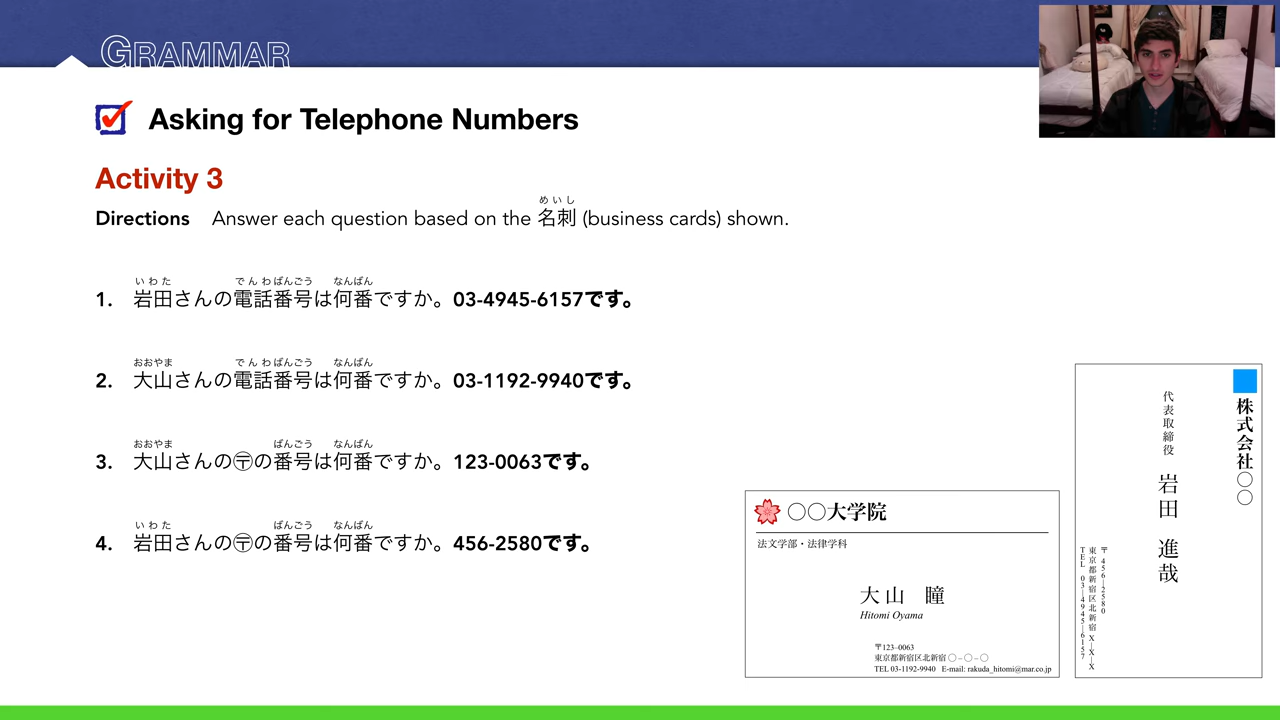 GRAMMAR
Asking for Telephone Numbers
Activity 3
めいし
Directions Answer each question based on the 名刺 (business cards) shown.
いわた でんわばんごう なんばん
1. 岩田さんの電話番号は何番ですか。03-4945-6157です。
おおやま でんわばんごう なんばん
2. 大山さんの電話番号は何番ですか。03-1192-9940です。
おおやま ばんごう なんばん
3. 大山さんの〶の番号は何番ですか。123-0063です。
いわた ばんごう なんばん
4. 岩田さんの〶の番号は何番ですか。456-2580です。
〇〇大学院
法文学部・法律学科
大山 瞳
Hitomi Oyama
〒123-0063
東京都新宿区北新宿 〇－〇－〇
TEL 03-1192-9940 E-mail: rakuda_hitomi@mar.co.jp
株式会社〇〇
代表取締役 岩田 進哉
〒456-2580
東京都新宿区北新宿 X-X-X
TEL 03-4945-6157